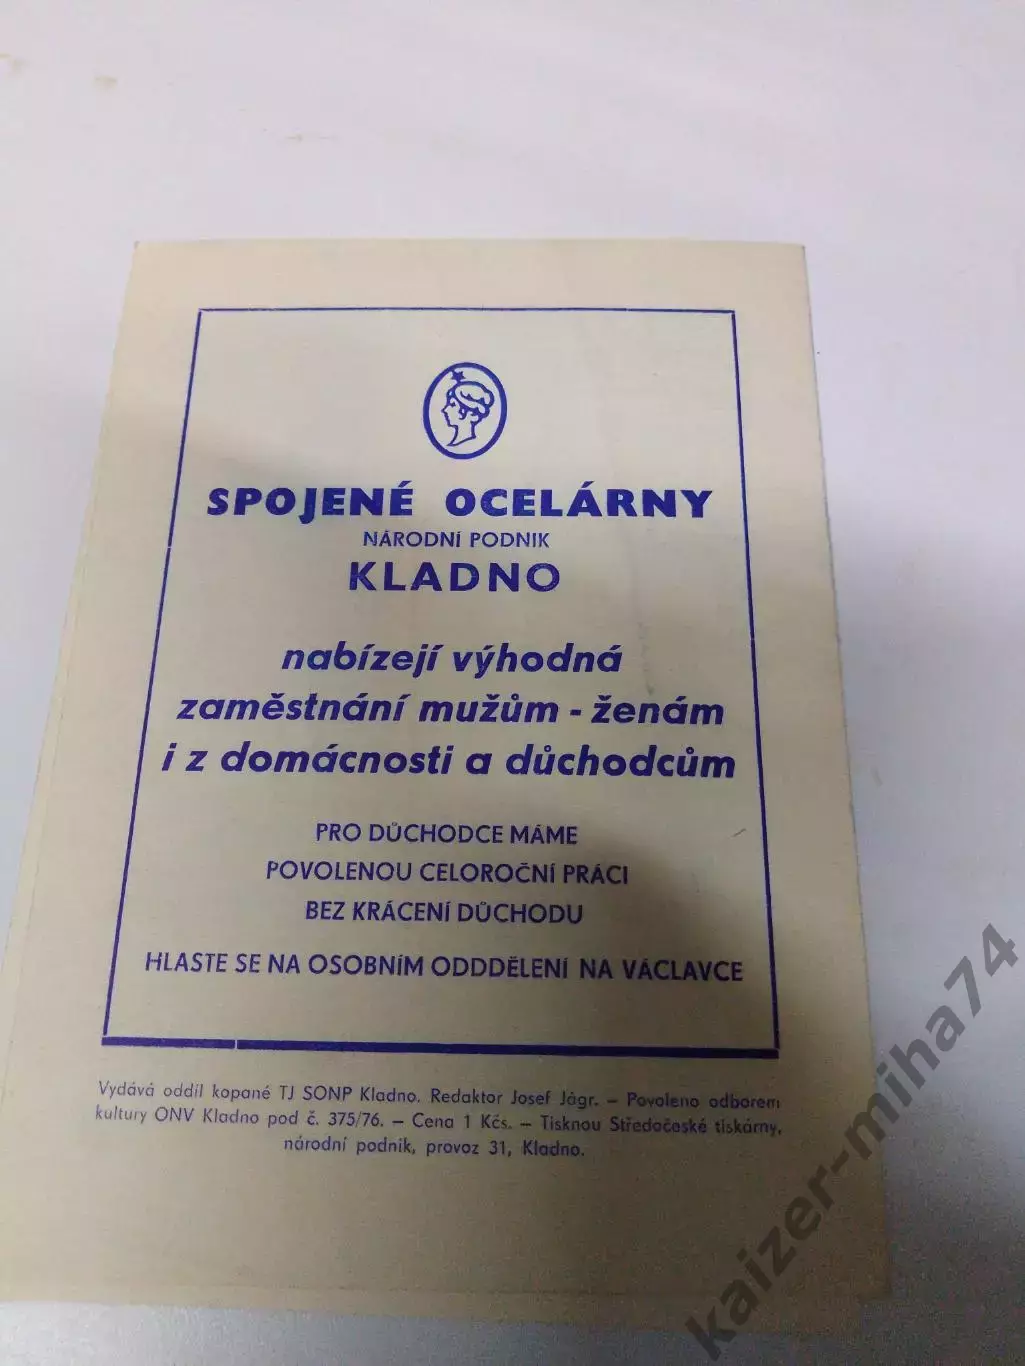 SPOJENÉ OCELÁRNY
NÁRODNÍ PODNIK
KLADNO
nabízejí výhodná
zaměstnání mužům - ženám
i z domácnosti a důchodcům
PRO DŮCHODCE MÁME
POVOLENOU CELOROČNÍ PRÁCI
BEZ KRÁCENÍ DŮCHODU
HLASTE SE NA OSOBNÍM ODDDĚLENÍ NA VÁCLAVCE
Vydává oddíl kopané TJ SONP Kladno. Redaktor Josef Jágr. – Povoleno odborem
kultury ONV Kladno pod č. 375/76. – Cena 1 Kčs. – Tisknou Středočeské tiskárny,
národní podnik, provoz 31, Kladno.
kaizer-miha74